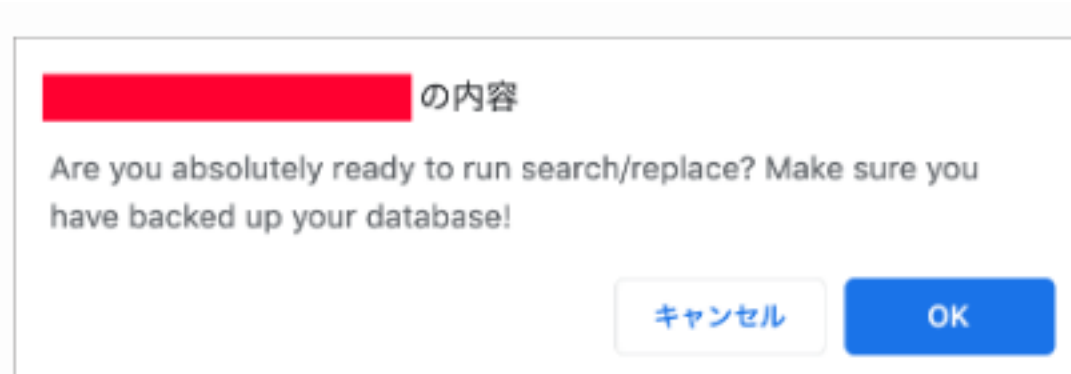 の内容
Are you absolutely ready to run search/replace? Make sure you
have backed up your database!
キャンセル
OK